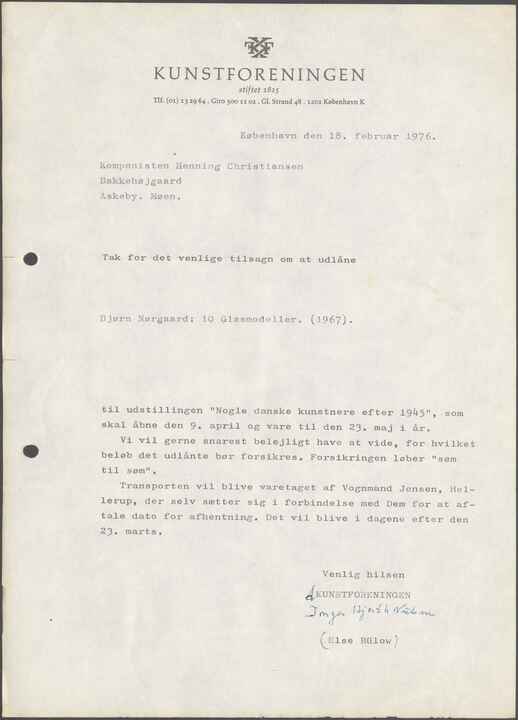 KUNSTFORENINGEN
stiftet 1825
Tlf. (01) 13 29 64 . Giro 500 11 02 . Gl. Strand 48 . 1202 København K
København den 18. februar 1976.
Komponisten Henning Christiansen
Bakkehøjgaard
Askeby. Møen.
Tak for det venlige tilsagn om at udlåne
Bjørn Nørgaard: 10 Glasmodeller. (1967).
til udstillingen "Nogle danske kunstnere efter 1945", som
skal åbne den 9. april og vare til den 23. maj i år.
Vi vil gerne snarest belejligt have at vide, for hvilket
beløb det udlånte bør forsikres. Forsikringen løber "søm
til søm".
Transporten vil blive varetaget af Vognmand Jensen, Hel-
lerup, der selv sætter sig i forbindelse med Dem for at af-
tale dato for afhentning. Det vil blive i dagene efter den
23. marts.
Venlig hilsen
KUNSTFORENINGEN
Inger
(Else Bülow)